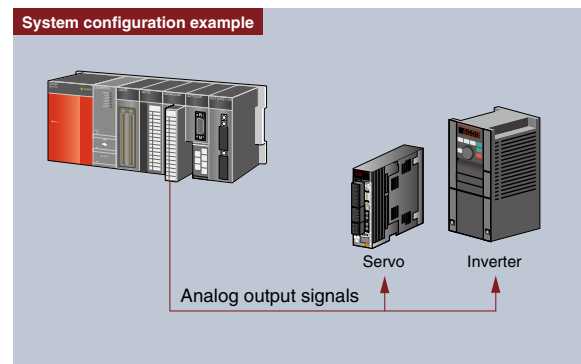 System configuration example
Servo
Inverter
Analog output signals